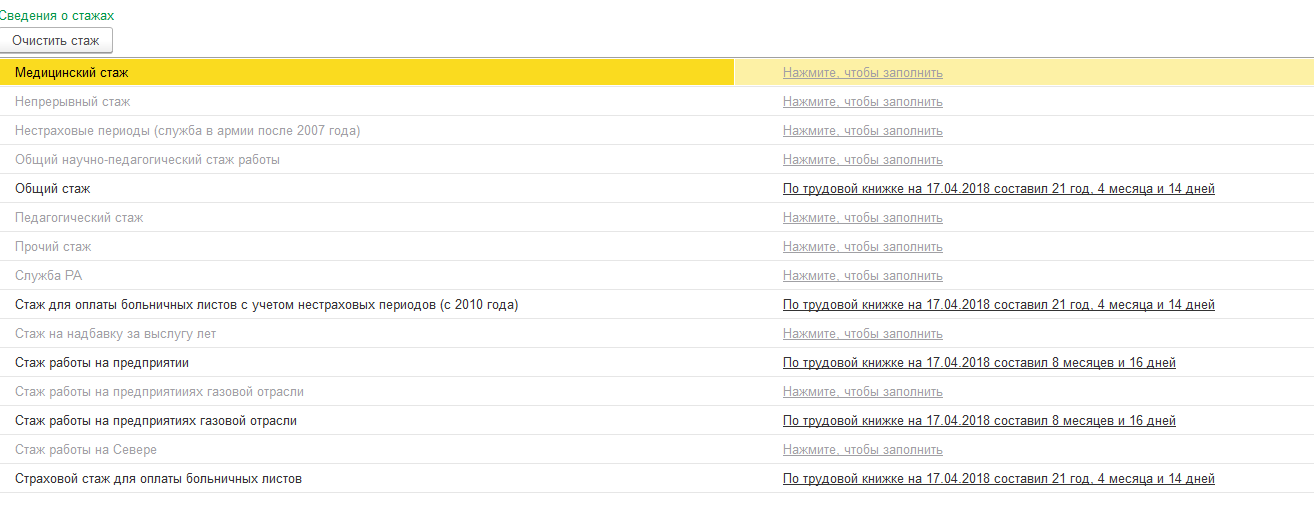 Сведения о стажах
Очистить стаж
Медицинский стаж Нажмите, чтобы заполнить
Непрерывный стаж Нажмите, чтобы заполнить
Нестраховые периоды (служба в армии после 2007 года) Нажмите, чтобы заполнить
Общий научно-педагогический стаж работы Нажмите, чтобы заполнить
Общий стаж По трудовой книжке на 17.04.2018 составил 21 год, 4 месяца и 14 дней
Педагогический стаж Нажмите, чтобы заполнить
Прочий стаж Нажмите, чтобы заполнить
Служба РА Нажмите, чтобы заполнить
Стаж для оплаты больничных листов с учетом нестраховых периодов (с 2010 года) По трудовой книжке на 17.04.2018 составил 21 год, 4 месяца и 14 дней
Стаж на надбавку за выслугу лет Нажмите, чтобы заполнить
Стаж работы на предприятии По трудовой книжке на 17.04.2018 составил 8 месяцев и 16 дней
Стаж работы на предприятииях газовой отрасли Нажмите, чтобы заполнить
Стаж работы на предприятиях газовой отрасли По трудовой книжке на 17.04.2018 составил 8 месяцев и 16 дней
Стаж работы на Севере Нажмите, чтобы заполнить
Страховой стаж для оплаты больничных листов По трудовой книжке на 17.04.2018 составил 21 год, 4 месяца и 14 дней